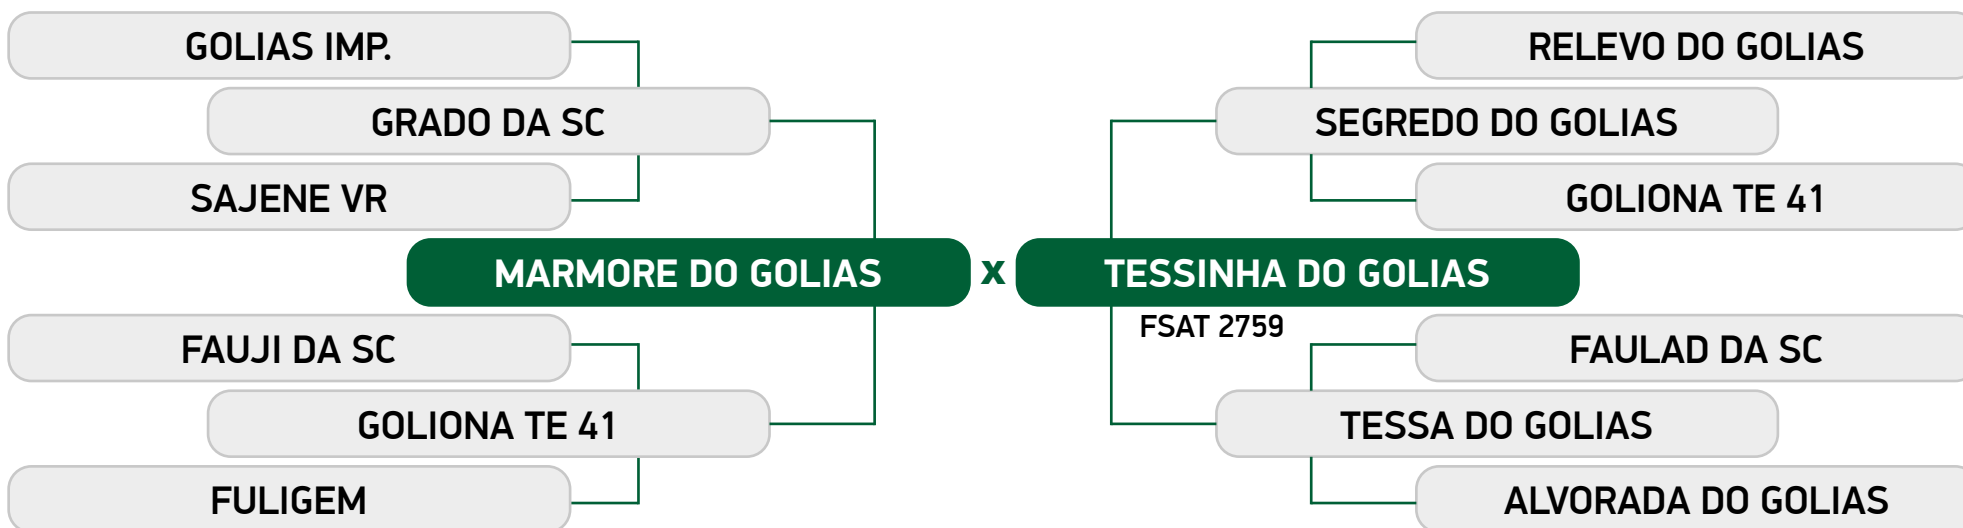 GOLIAS IMP.
RELEVO DO GOLIAS
GRADO DA SC
SEGREDO DO GOLIAS
SAJENE VR
GOLIONA TE 41
MARMORE DO GOLIAS x TESSINHA DO GOLIAS
FSAT 2759
FAUJI DA SC
FAULAD DA SC
GOLIONA TE 41
TESSA DO GOLIAS
FULIGEM
ALVORADA DO GOLIAS